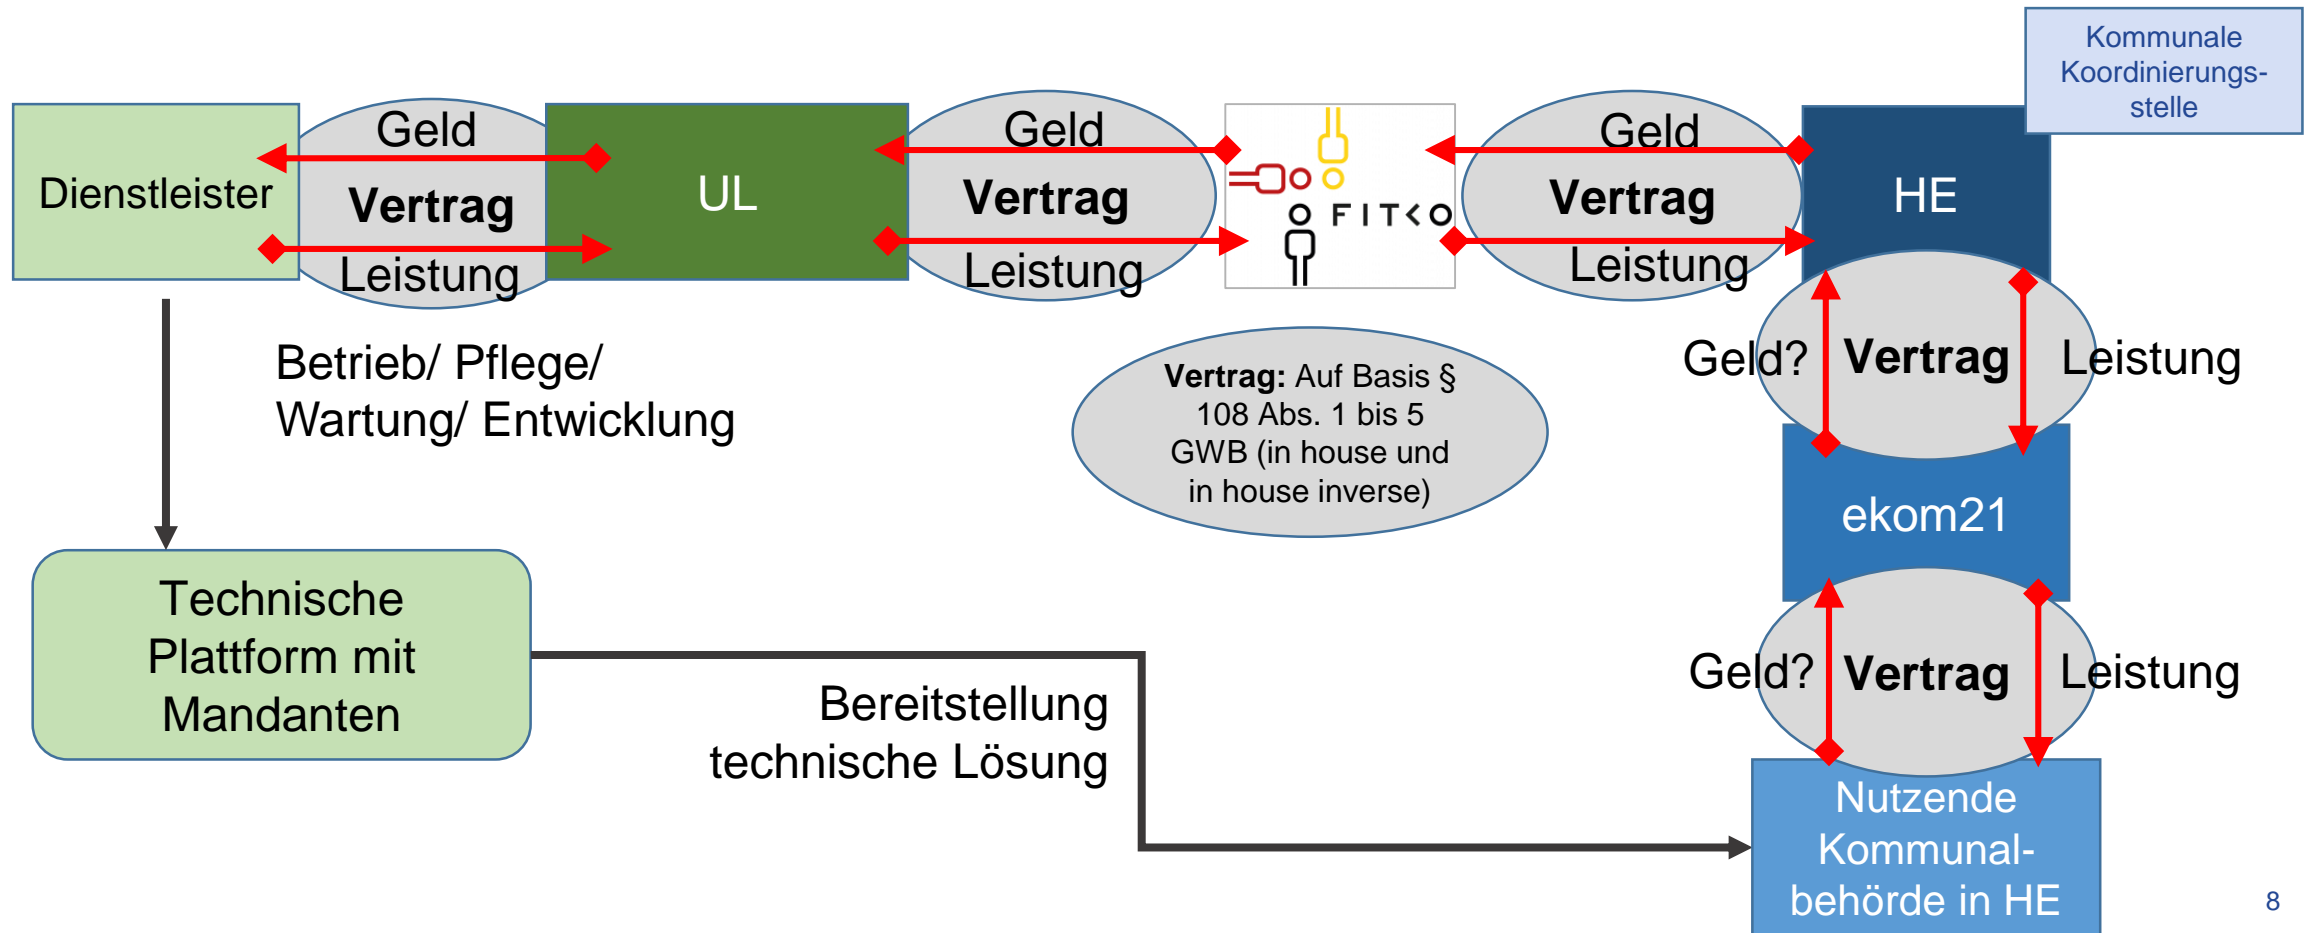 Kommunale
Koordinierungs-
stelle
Dienstleister
Geld
Vertrag
Leistung
UL
Geld
Vertrag
Leistung
FITKO
Geld
Vertrag
Leistung
HE
Betrieb/ Pflege/
Wartung/ Entwicklung
Vertrag: Auf Basis §
108 Abs. 1 bis 5
GWB (in house und
in house inverse)
Geld? Vertrag Leistung
ekom21
Technische
Plattform mit
Mandanten
Bereitstellung
technische Lösung
Geld? Vertrag Leistung
Nutzende
Kommunal-
behörde in HE
8